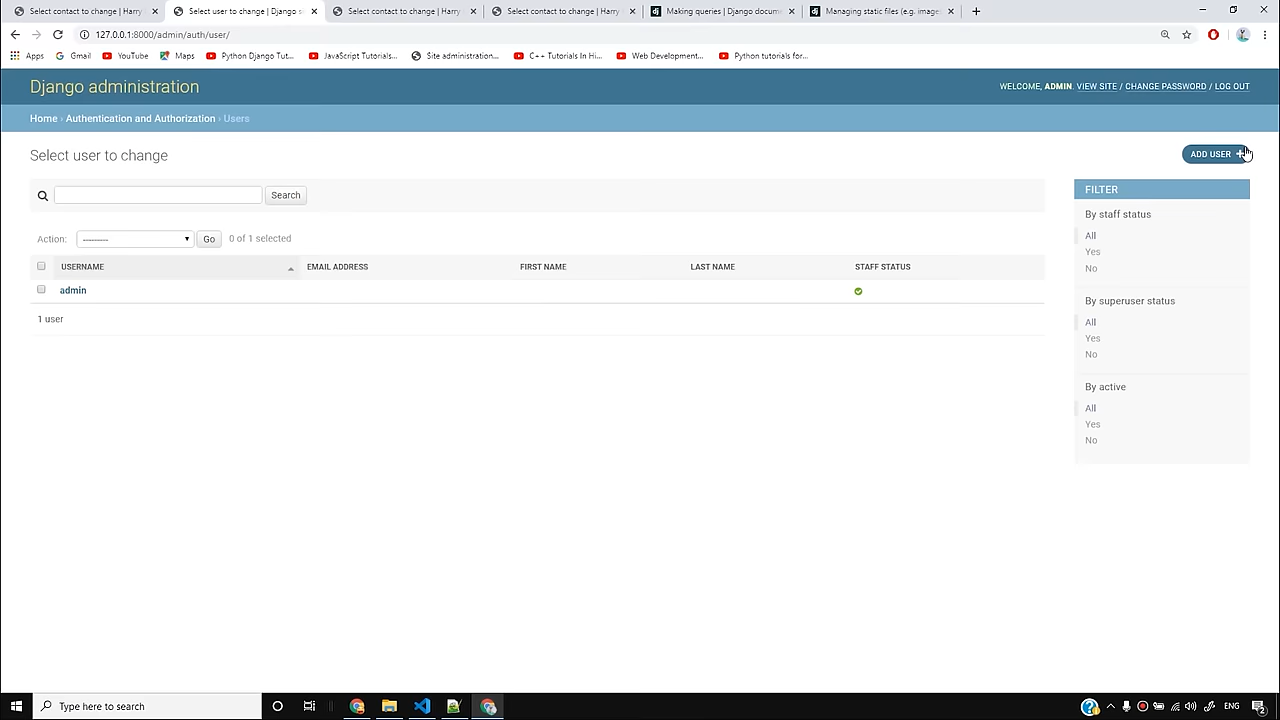 Select contact to change | Harry
Select user to change | Django s
Select contact to change | Harry
Select contact to change | Harry
Making queries | Django docum
Managing static files (e.g. image
127.0.0.1:8000/admin/auth/user/
Apps
Gmail
YouTube
Maps
Python Django Tut...
JavaScript Tutorials...
Site administration...
C++ Tutorials In Hi...
Web Development...
Python tutorials for...
Django administration
WELCOME, ADMIN. VIEW SITE / CHANGE PASSWORD / LOG OUT
Home › Authentication and Authorization › Users
Select user to change
ADD USER +
Search
Action: --------- Go 0 of 1 selected
USERNAME EMAIL ADDRESS FIRST NAME LAST NAME STAFF STATUS
admin
1 user
FILTER
By staff status
All
Yes
No
By superuser status
All
Yes
No
By active
All
Yes
No
Type here to search
ENG